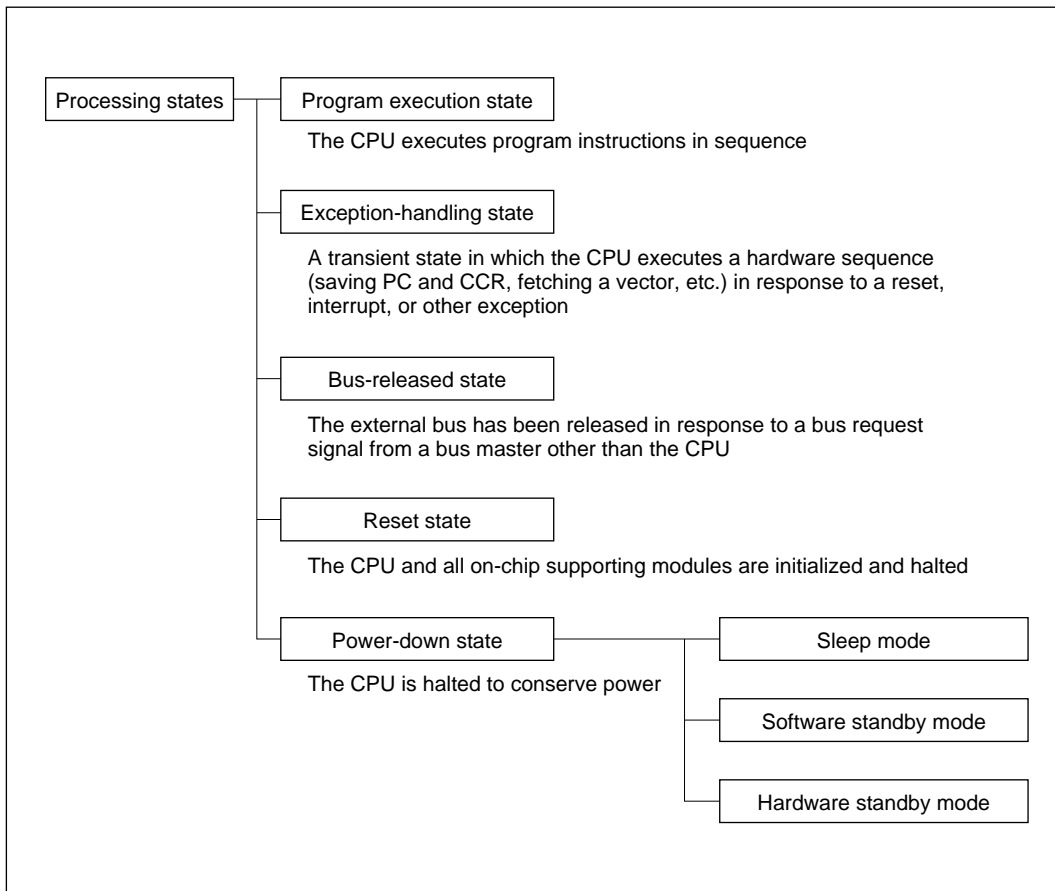 Processing states
Program execution state
The CPU executes program instructions in sequence
Exception-handling state
A transient state in which the CPU executes a hardware sequence
(saving PC and CCR, fetching a vector, etc.) in response to a reset,
interrupt, or other exception
Bus-released state
The external bus has been released in response to a bus request
signal from a bus master other than the CPU
Reset state
The CPU and all on-chip supporting modules are initialized and halted
Power-down state
The CPU is halted to conserve power
Sleep mode
Software standby mode
Hardware standby mode